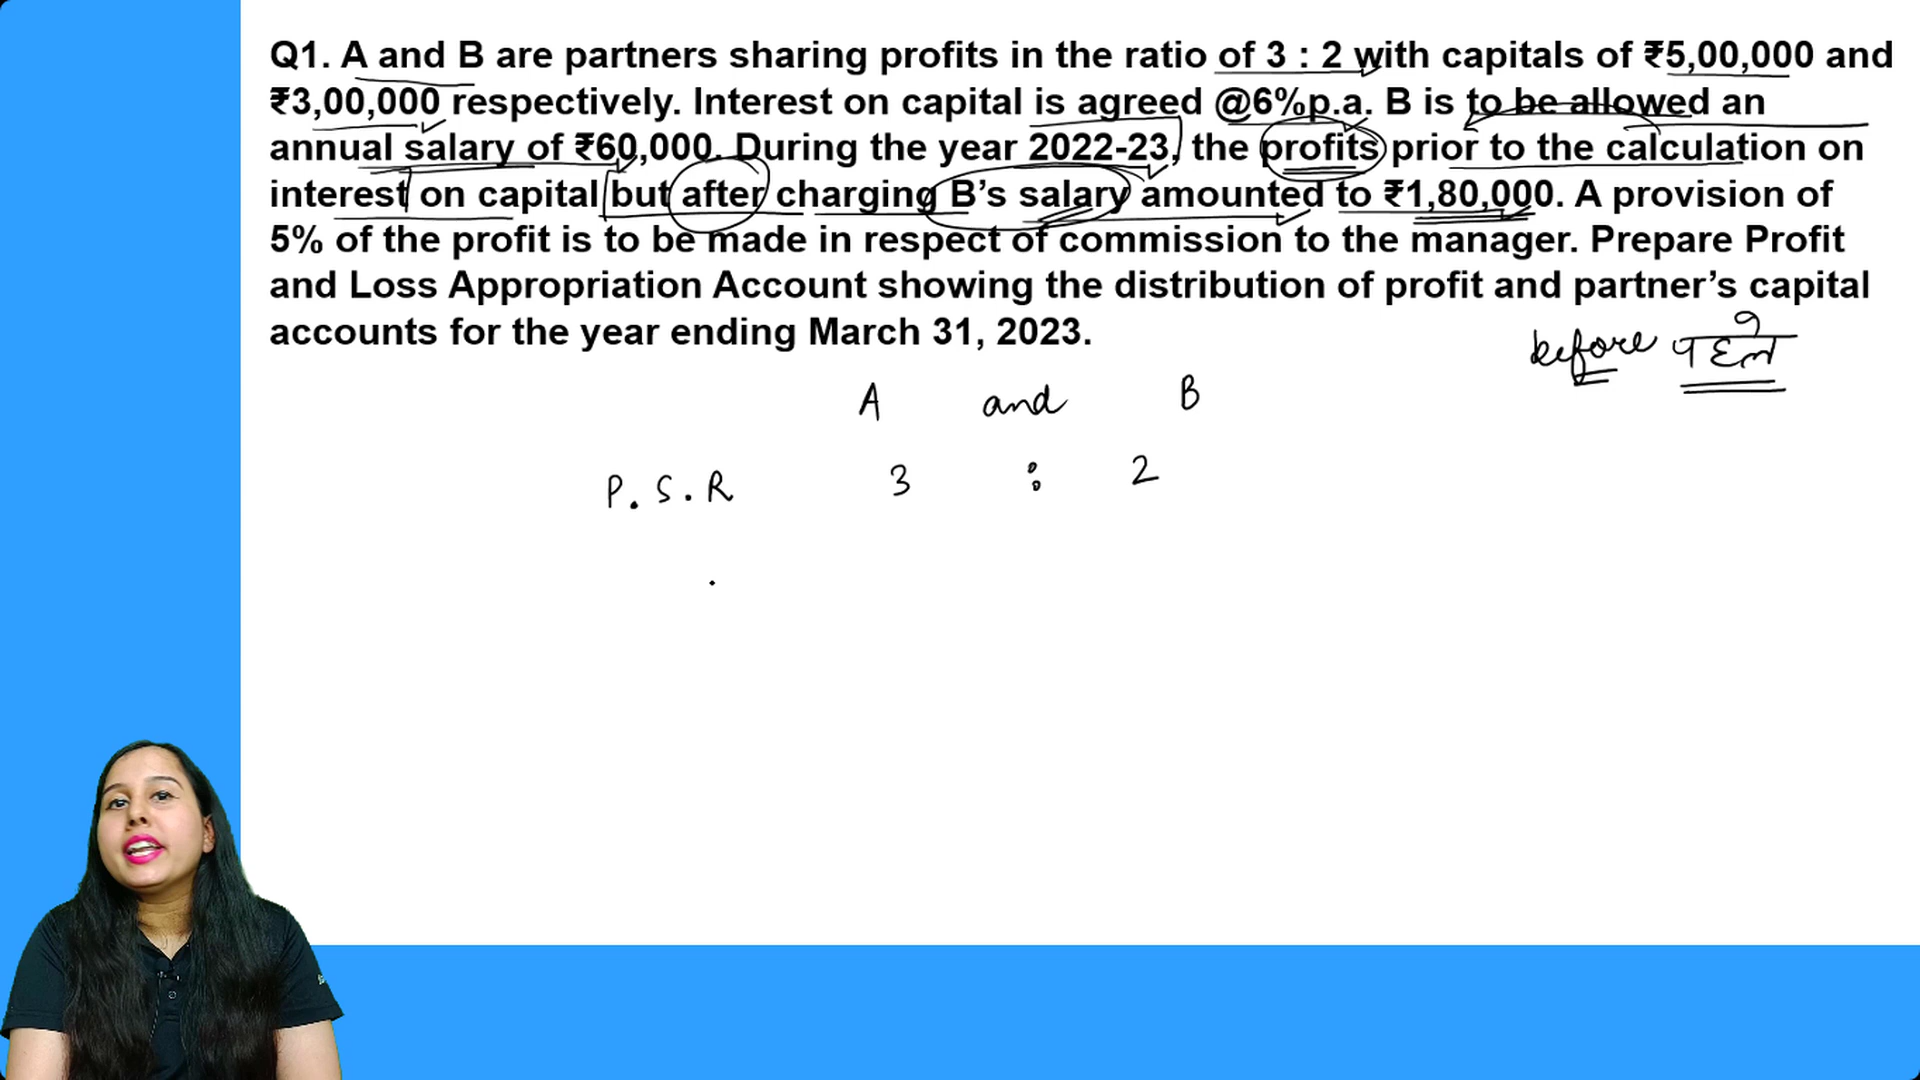 Q1. A and B are partners sharing profits in the ratio of 3 : 2 with capitals of ₹5,00,000 and
₹3,00,000 respectively. Interest on capital is agreed @6%p.a. B is to be allowed an
annual salary of ₹60,000. During the year 2022-23, the profits prior to the calculation on
interest on capital but after charging B’s salary amounted to ₹1,80,000. A provision of
5% of the profit is to be made in respect of commission to the manager. Prepare Profit
and Loss Appropriation Account showing the distribution of profit and partner’s capital
accounts for the year ending March 31, 2023.
before पहले
A and B
P.S.R 3 : 2